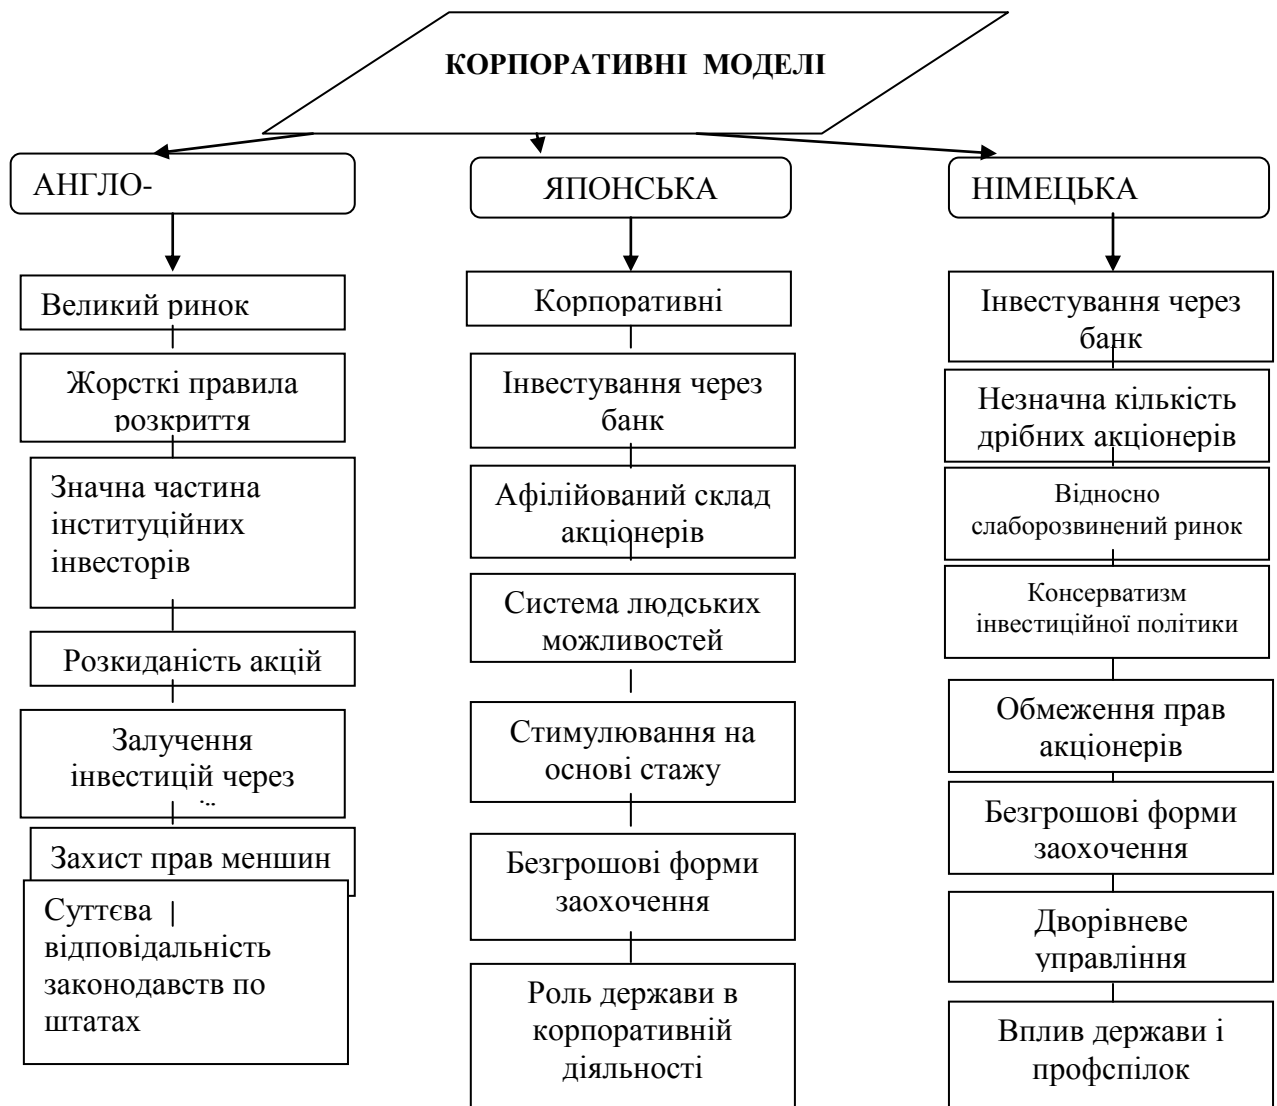 КОРПОРАТИВНІ МОДЕЛІ
АНГЛО-
Великий ринок
Жорсткі правила
розкриття
Значна частина
інституційних
інвесторів
Розкиданість акцій
Залучення
інвестицій через
Захист прав меншин
Суттєва
відповідальність
законодавств по
штатах
ЯПОНСЬКА
Корпоративні
Інвестування через
банк
Афілійований склад
акціонерів
Система людських
можливостей
Стимулювання на
основі стажу
Безгрошові форми
заохочення
Роль держави в
корпоративній
діяльності
НІМЕЦЬКА
Інвестування через
банк
Незначна кількість
дрібних акціонерів
Відносно
слаборозвинений ринок
Консерватизм
інвестиційної політики
Обмеження прав
акціонерів
Безгрошові форми
заохочення
Дворівневе
управління
Вплив держави і
профспілок